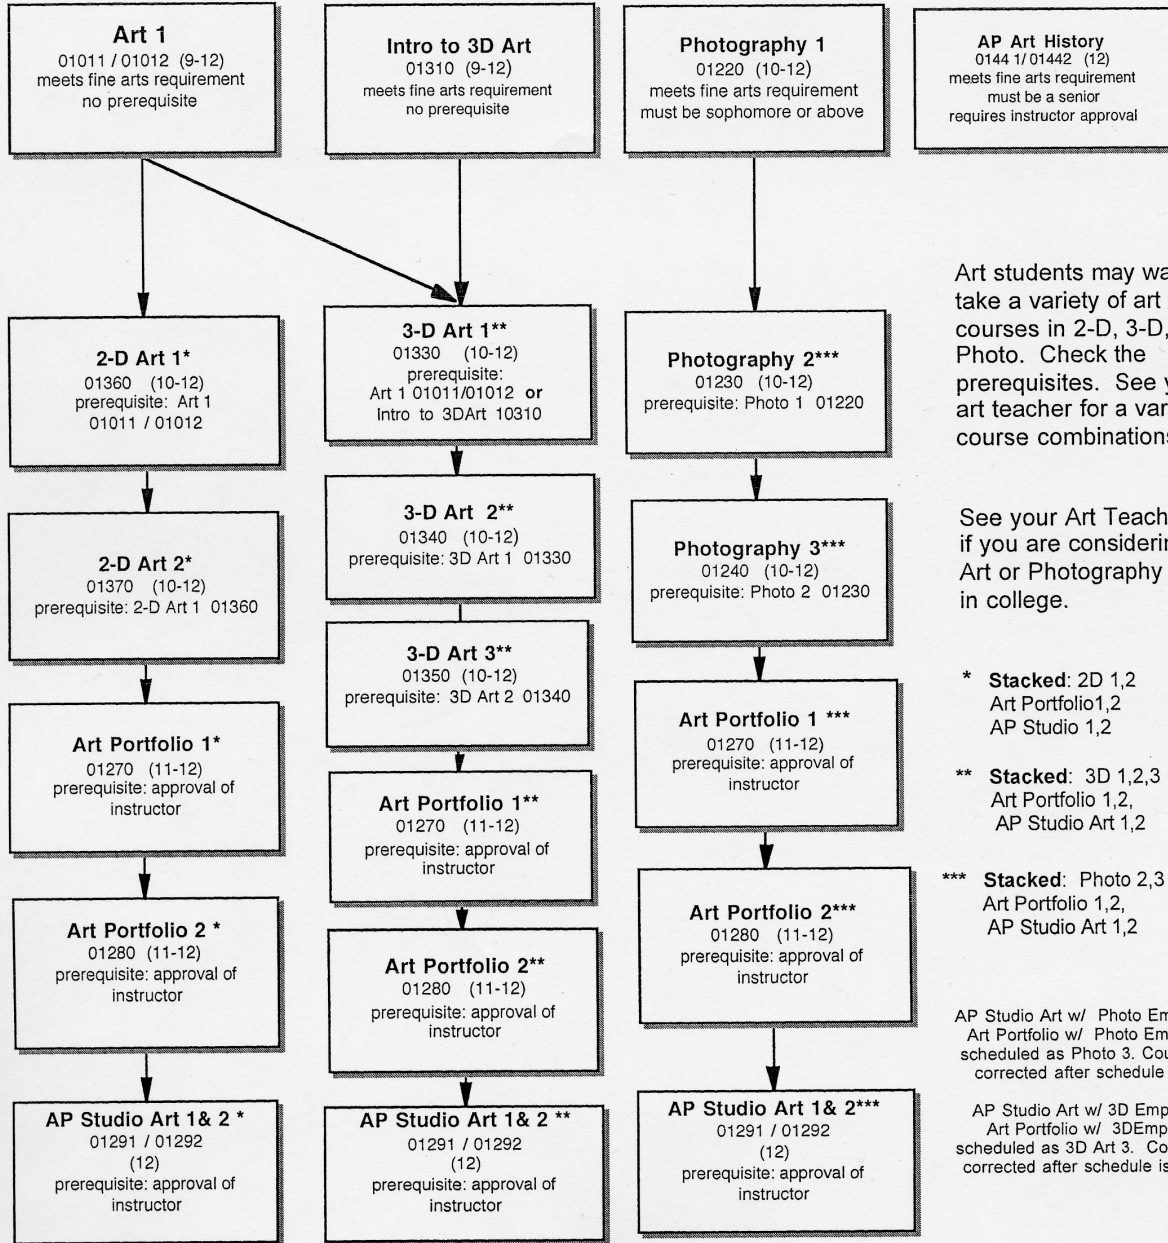 Art 1
01011 / 01012 (9-12)
meets fine arts requirement
no prerequisite
Intro to 3D Art
01310 (9-12)
meets fine arts requirement
no prerequisite
Photography 1
01220 (10-12)
meets fine arts requirement
must be sophomore or above
AP Art History
0144 1/ 01442 (12)
meets fine arts requirement
must be a senior
requires instructor approval
2-D Art 1*
01360 (10-12)
prerequisite: Art 1
01011 / 01012
3-D Art 1**
01330 (10-12)
prerequisite:
Art 1 01011/01012 or
Intro to 3DArt 10310
Photography 2***
01230 (10-12)
prerequisite: Photo 1 01220
2-D Art 2*
01370 (10-12)
prerequisite: 2-D Art 1 01360
3-D Art 2**
01340 (10-12)
prerequisite: 3D Art 1 01330
Photography 3***
01240 (10-12)
prerequisite: Photo 2 01230
3-D Art 3**
01350 (10-12)
prerequisite: 3D Art 2 01340
Art Portfolio 1*
01270 (11-12)
prerequisite: approval of
instructor
Art Portfolio 1**
01270 (11-12)
prerequisite: approval of
instructor
Art Portfolio 1 ***
01270 (11-12)
prerequisite: approval of
instructor
Art Portfolio 2 *
01280 (11-12)
prerequisite: approval of
instructor
Art Portfolio 2**
01280 (11-12)
prerequisite: approval of
instructor
Art Portfolio 2***
01280 (11-12)
prerequisite: approval of
instructor
AP Studio Art 1& 2 *
01291 / 01292
(12)
prerequisite: approval of
instructor
AP Studio Art 1& 2 **
01291 / 01292
(12)
prerequisite: approval of
instructor
AP Studio Art 1& 2***
01291 / 01292
(12)
prerequisite: approval of
instructor
Art students may
take a variety of art
courses in 2-D, 3-D,
Photo. Check the
prerequisites. See
art teacher for a
course combinations
See your Art
if you are
Art or Photography
in college.
* Stacked: 2D 1,2
Art Portfolio1,2
AP Studio 1,2
** Stacked: 3D 1,2,3
Art Portfolio 1,2,
AP Studio Art 1,2
*** Stacked: Photo 2,3
Art Portfolio 1,2,
AP Studio Art 1,2
AP Studio Art w/ Photo
Art Portfolio w/ Photo
scheduled as Photo 3.
corrected after schedule
AP Studio Art w/ 3D
Art Portfolio w/
scheduled as 3D Art 3.
corrected after schedule is